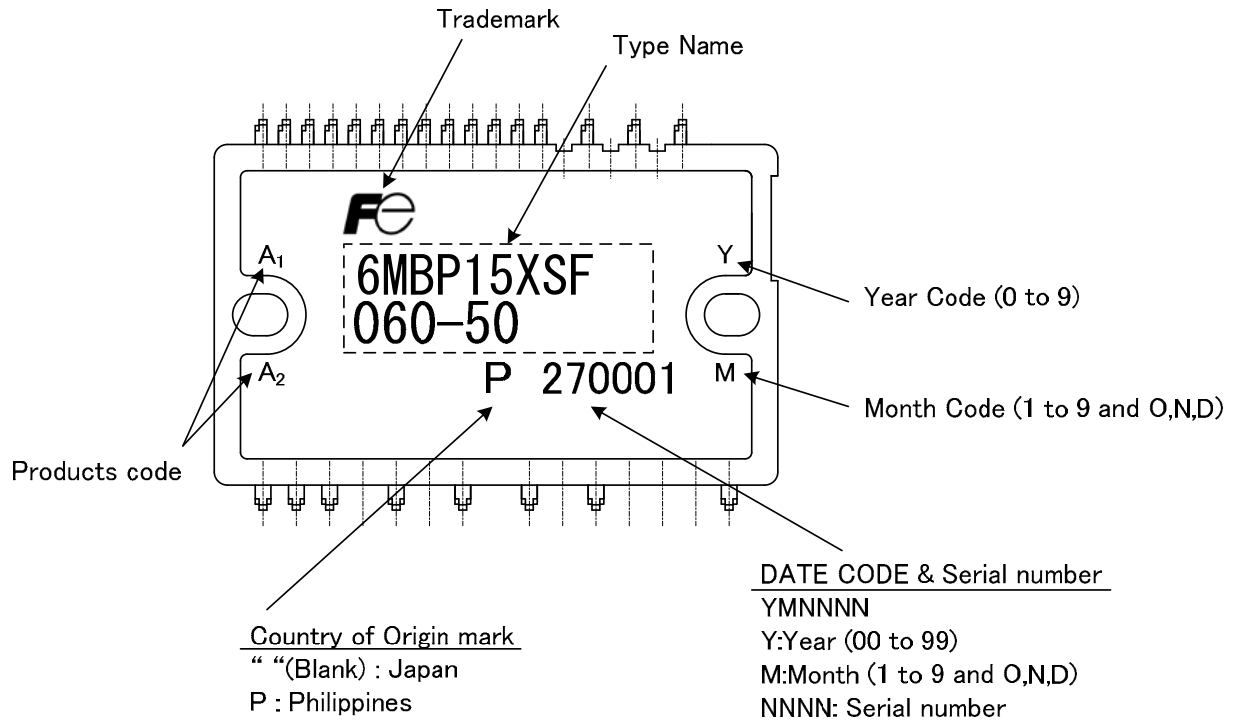 Trademark
Type Name
Fe
A₁
Y
6MBP15XSF
060-50
Year Code (0 to 9)
A₂
P 270001
M
Month Code (1 to 9 and O,N,D)
Products code
DATE CODE & Serial number
YMNNNN
Y:Year (00 to 99)
M:Month (1 to 9 and O,N,D)
NNNN: Serial number
Country of Origin mark
“ “(Blank) : Japan
P : Philippines